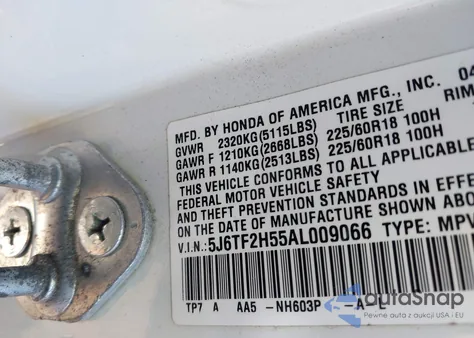 MFD. BY HONDA OF AMERICA MFG., INC. 04
GVWR 2320KG(5115LBS) TIRE SIZE RIM
GAWR F 1210KG(2668LBS) 225/60R18 100H
GAWR R 1140KG(2513LBS) 225/60R18 100H
THIS VEHICLE CONFORMS TO ALL APPLICABLE
FEDERAL MOTOR VEHICLE SAFETY
AND THEFT PREVENTION STANDARDS IN EFFE
ON DATE OF MANUFACTURE SHOWN ABO
V.I.N.: 5J6TF2H55AL009066 TYPE: MPV
TP7 A AA5 -NH603P -A L
autoSnap
Pewne auta z aukcji z USA i Kanady